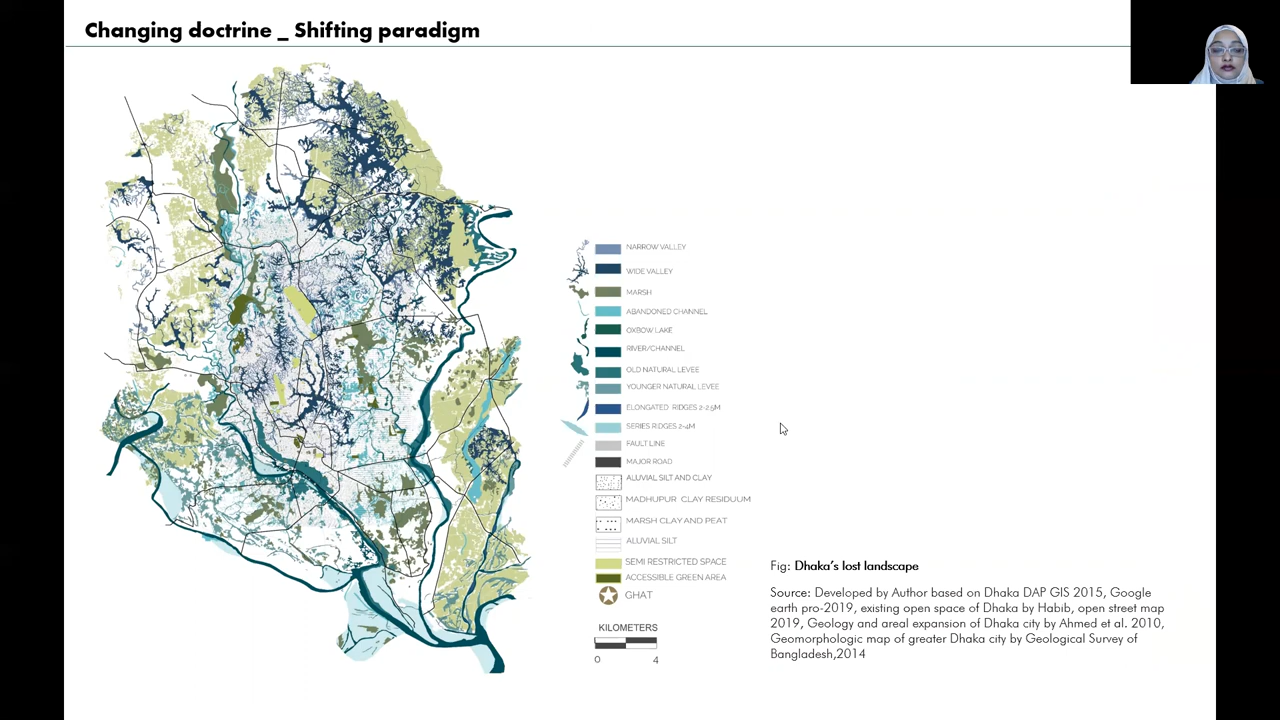 Changing doctrine _ Shifting paradigm
NARROW VALLEY
WIDE VALLEY
MARSH
ABANDONED CHANNEL
OXBOW LAKE
RIVER/CHANNEL
OLD NATURAL LEVEE
YOUNGER NATURAL LEVEE
ELONGATED RIDGES 2-2.5M
SERIES RIDGES 2-4M
FAULT LINE
MAJOR ROAD
ALUVIAL SILT AND CLAY
MADHUPUR CLAY RESIDUUM
MARSH CLAY AND PEAT
ALUVIAL SILT
SEMI RESTRICTED SPACE
ACCESSIBLE GREEN AREA
GHAT
KILOMETERS
0 4
Fig: Dhaka's lost landscape
Source: Developed by Author based on Dhaka DAP GIS 2015, Google
earth pro-2019, existing open space of Dhaka by Habib, open street map
2019, Geology and areal expansion of Dhaka city by Ahmed et al. 2010,
Geomorphologic map of greater Dhaka city by Geological Survey of
Bangladesh,2014